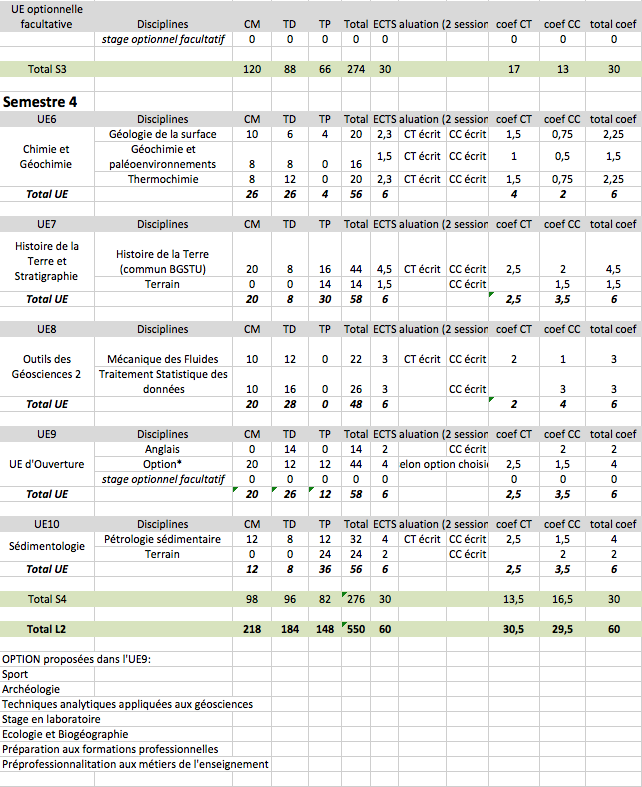 UE optionnelle
facultative Disciplines CM TD TP Total ECTS aluation (2 session coef CT coef CC total coef
stage optionnel facultatif 0 0 0 0 0 0 0 0
Total S3 120 88 66 274 30 17 13 30
Semestre 4
UE6 Disciplines CM TD TP Total ECTS aluation (2 session coef CT coef CC total coef
Chimie et
Géochimie
Géologie de la surface 10 6 4 20 2,3 CT écrit CC écrit 1,5 0,75 2,25
Géochimie et
paléoenvironnements 8 8 0 16 1,5 CT écrit CC écrit 1 0,5 1,5
Thermochimie 8 12 0 20 2,3 CT écrit CC écrit 1,5 0,75 2,25
Total UE 26 26 4 56 6 4 2 6
UE7 Disciplines CM TD TP Total ECTS aluation (2 session coef CT coef CC total coef
Histoire de la
Terre et
Stratigraphie
Histoire de la Terre
(commun BGSTU) 20 8 16 44 4,5 CT écrit CC écrit 2,5 2 4,5
Terrain 0 0 14 14 1,5 CC écrit 1,5 1,5
Total UE 20 8 30 58 6 2,5 3,5 6
UE8 Disciplines CM TD TP Total ECTS aluation (2 session coef CT coef CC total coef
Outils des
Géosciences 2
Mécanique des Fluides 10 12 0 22 3 CT écrit CC écrit 2 1 3
Traitement Statistique des
données 10 16 0 26 3 CC écrit 3 3
Total UE 20 28 0 48 6 2 4 6
UE9 Disciplines CM TD TP Total ECTS aluation (2 session coef CT coef CC total coef
UE d'Ouverture
Anglais 0 14 0 14 2 CC écrit 2 2
Option* 20 12 12 44 4 elon option choisi 2,5 1,5 4
stage optionnel facultatif 0 0 0 0 0 0 0 0
Total UE 20 26 12 58 6 2,5 3,5 6
UE10 Disciplines CM TD TP Total ECTS aluation (2 session coef CT coef CC total coef
Sédimentologie
Pétrologie sédimentaire 12 8 12 32 4 CT écrit CC écrit 2,5 1,5 4
Terrain 0 0 24 24 2 CC écrit 2 2
Total UE 12 8 36 56 6 2,5 3,5 6
Total S4 98 96 82 276 30 13,5 16,5 30
Total L2 218 184 148 550 60 30,5 29,5 60
OPTION proposées dans l'UE9:
Sport
Archéologie
Techniques analytiques appliquées aux géosciences
Stage en laboratoire
Ecologie et Biogéographie
Préparation aux formations professionnelles
Préprofessionnalitation aux métiers de l'enseignement